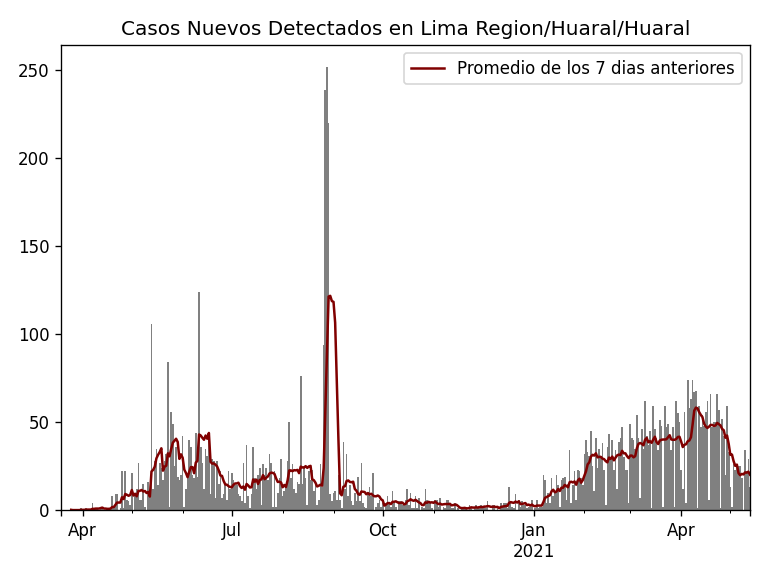 Casos Nuevos Detectados en Lima Region/Huaral/Huaral
Promedio de los 7 dias anteriores
250
200
150
100
50
0
Apr
Jul
Oct
Jan
2021
Apr